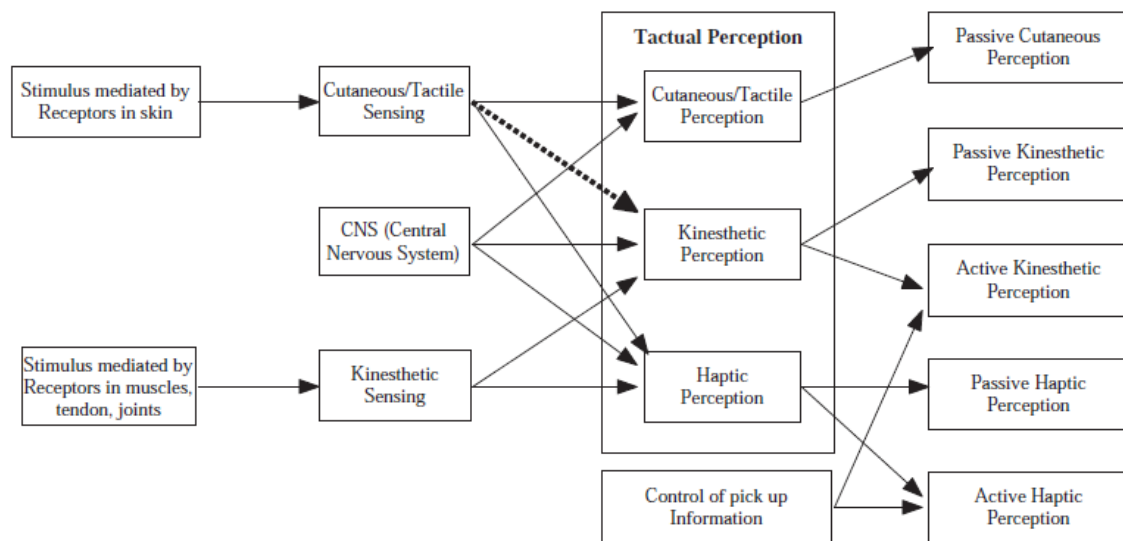 Tactual Perception
Stimulus mediated by
Receptors in skin
Cutaneous/Tactile
Sensing
Cutaneous/Tactile
Perception
Passive Cutaneous
Perception
Passive Kinesthetic
Perception
CNS (Central
Nervous System)
Kinesthetic
Perception
Active Kinesthetic
Perception
Stimulus mediated by
Receptors in muscles,
tendon, joints
Kinesthetic
Sensing
Haptic
Perception
Passive Haptic
Perception
Control of pick up
Information
Active Haptic
Perception